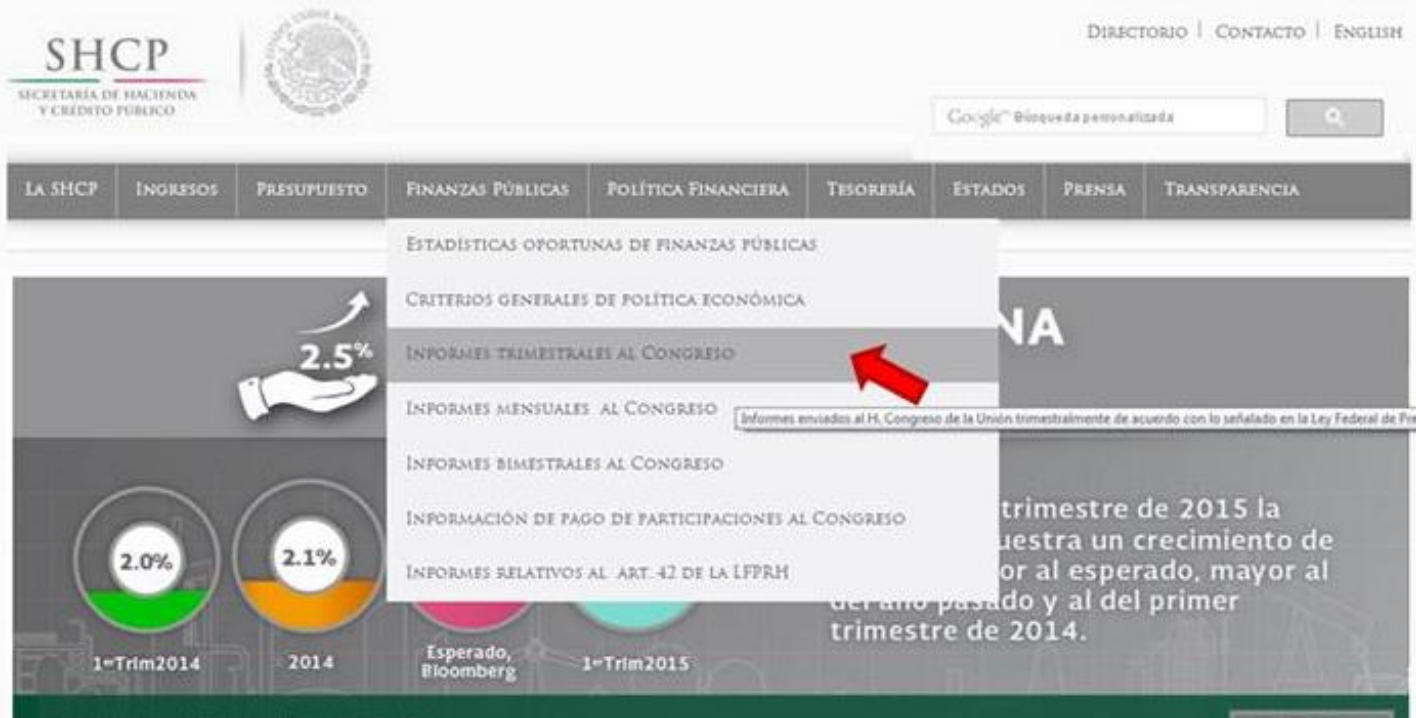 SHCP
SECRETARÍA DE HACIENDA
Y CRÉDITO PÚBLICO
DIRECTORIO | CONTACTO | ENGLISH
Google™ Búsqueda personalizada
LA SHCP INGRESOS PRESUPUESTO FINANZAS PÚBLICAS POLÍTICA FINANCIERA TESORERÍA ESTADOS PRENSA TRANSPARENCIA
ESTADÍSTICAS OPORTUNAS DE FINANZAS PÚBLICAS
CRITERIOS GENERALES DE POLÍTICA ECONÓMICA
INFORMES TRIMESTRALES AL CONGRESO
INFORMES MENSUALES AL CONGRESO
Informes enviados al H. Congreso de la Unión trimestralmente de acuerdo con lo señalado en la Ley Federal de Pre
INFORMES BIMESTRALES AL CONGRESO
INFORMACIÓN DE PAGO DE PARTICIPACIONES AL CONGRESO
INFORMES RELATIVOS AL ART. 42 DE LA LFPRH
2.5%
NA
trimestre de 2015 la
uestra un crecimiento de
or al esperado, mayor al
del año pasado y al del primer
trimestre de 2014.
2.0%
2.1%
1erTrim2014
2014
Esperado,
Bloomberg
1erTrim2015